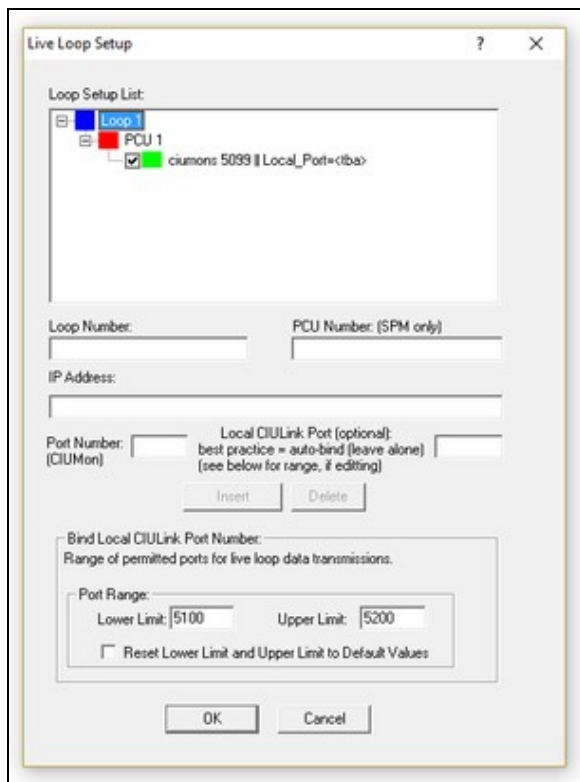 Live Loop Setup ? ×
Loop Setup List:
Loop 1
PCU 1
ciumons 5099 || Local_Port=<tba>
Loop Number: PCU Number: (SPM only)
IP Address:
Port Number: (CIUMon)
Local CIULink Port (optional):
best practice = auto-bind (leave alone)
(see below for range, if editting)
Insert Delete
Bind Local CIULink Port Number:
Range of permitted ports for live loop data transmissions.
Port Range:
Lower Limit: 5100 Upper Limit: 5200
Reset Lower Limit and Upper Limit to Default Values
OK Cancel